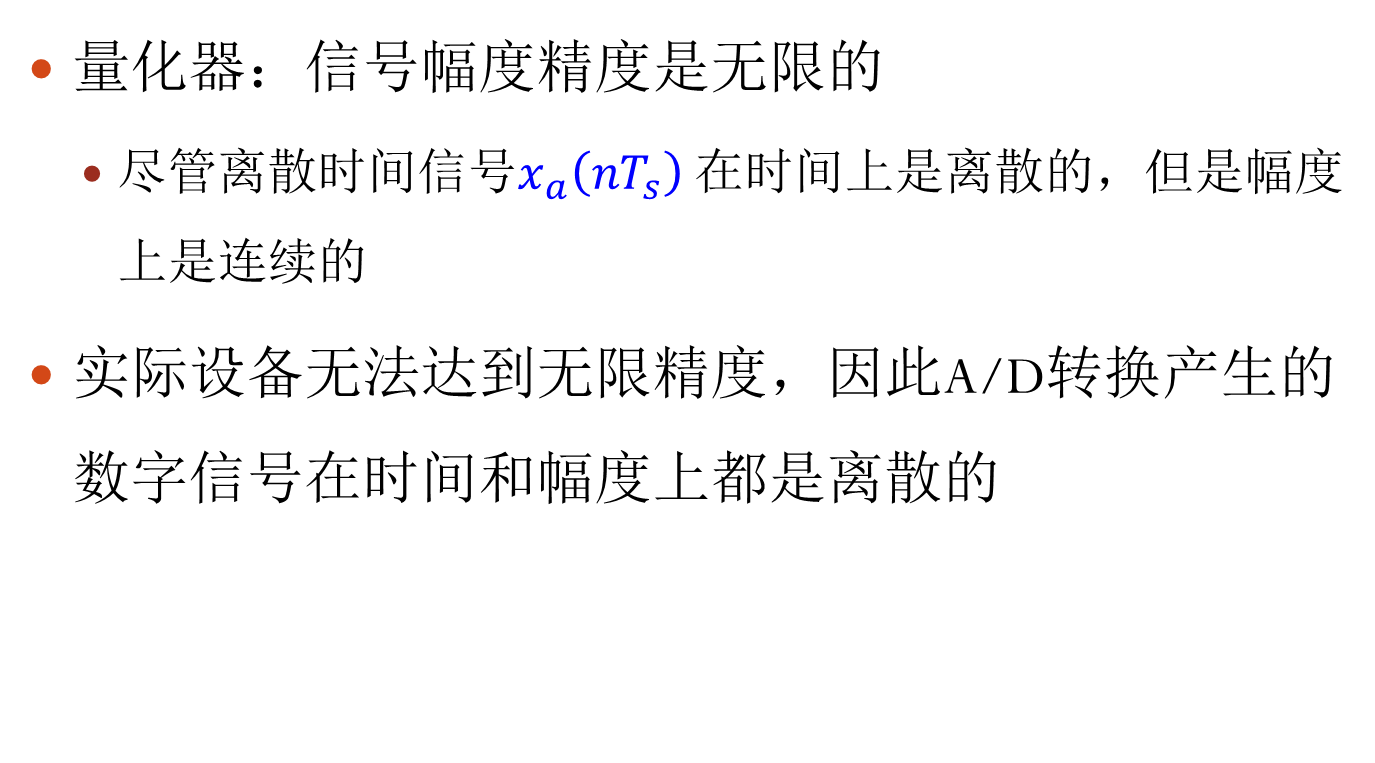 • 量化器：信号幅度精度是无限的
• 尽管离散时间信号xₐ(nTₛ) 在时间上是离散的，但是幅度
上是连续的
• 实际设备无法达到无限精度，因此A/D转换产生的
数字信号在时间和幅度上都是离散的